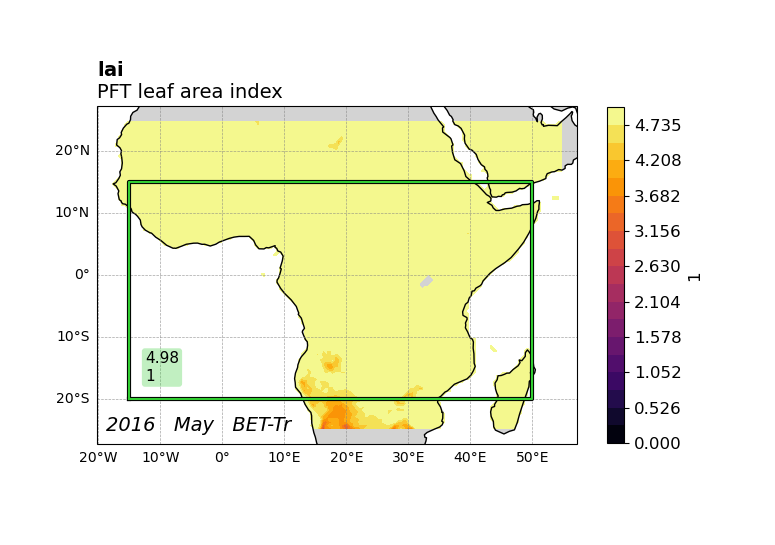 lai
PFT leaf area index
20°N
10°N
0°
10°S
20°S
4.98
1
2016 May BET-Tr
20°W 10°W 0° 10°E 20°E 30°E 40°E 50°E
4.735
4.208
3.682
3.156
2.630
2.104
1.578
1.052
0.526
0.000
1